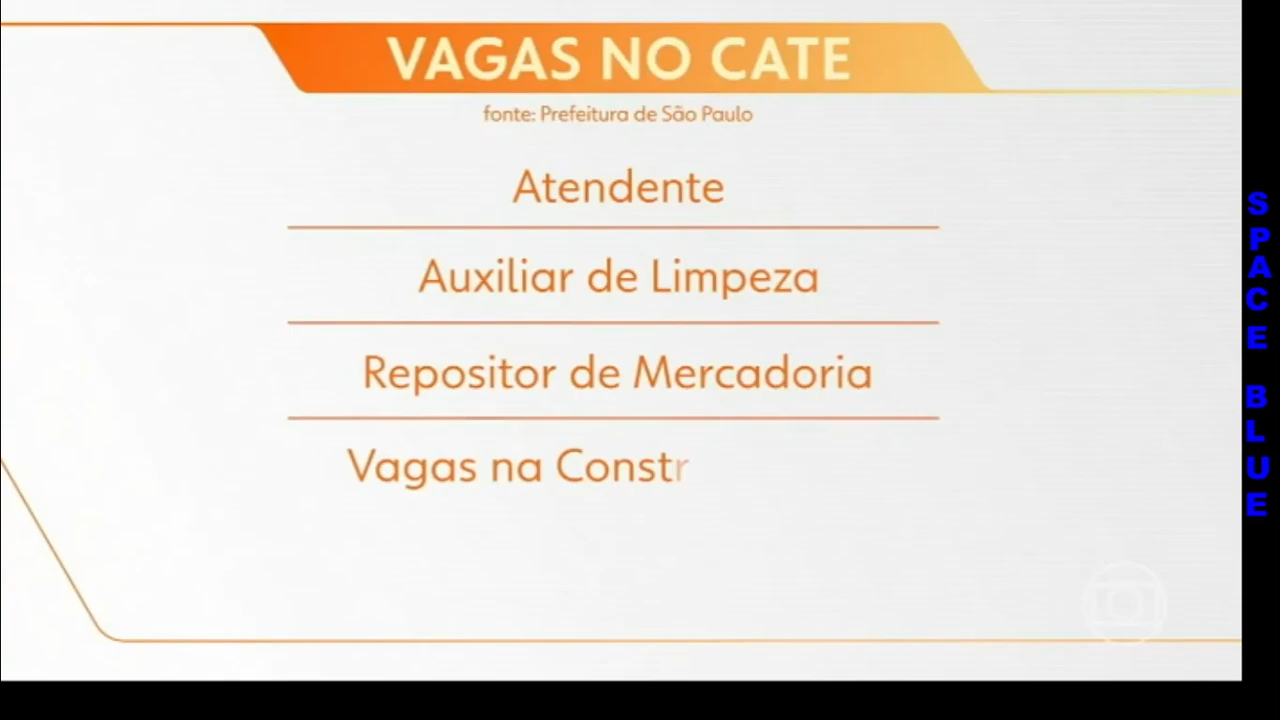 VAGAS NO CATE
fonte: Prefeitura de São Paulo
Atendente
Auxiliar de Limpeza
Repositor de Mercadoria
Vagas na Constr
SPACE BLUE